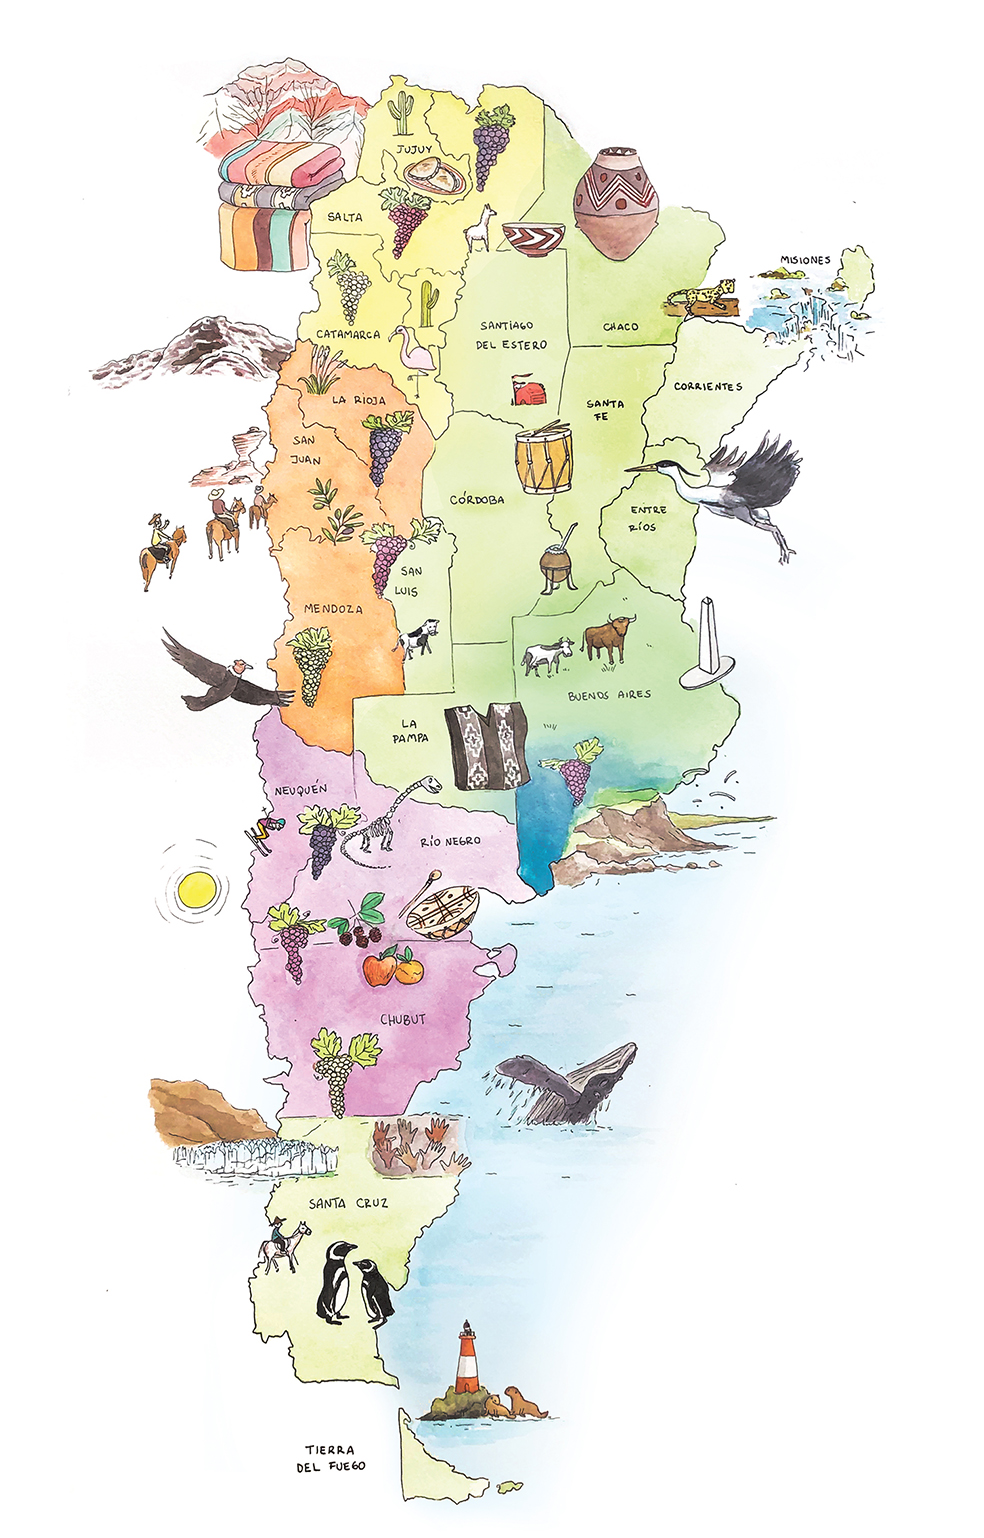 JUJUY
SALTA
MISIONES
CATAMARCA
SANTIAGO
DEL ESTERO
CHACO
LA RIOJA
CORRIENTES
SANTA
FE
SAN
JUAN
CÓRDOBA
ENTRE
RÍOS
SAN
LUIS
MENDOZA
BUENOS AIRES
LA
PAMPA
NEUQUÉN
RÍO NEGRO
CHUBUT
SANTA CRUZ
TIERRA
DEL FUEGO